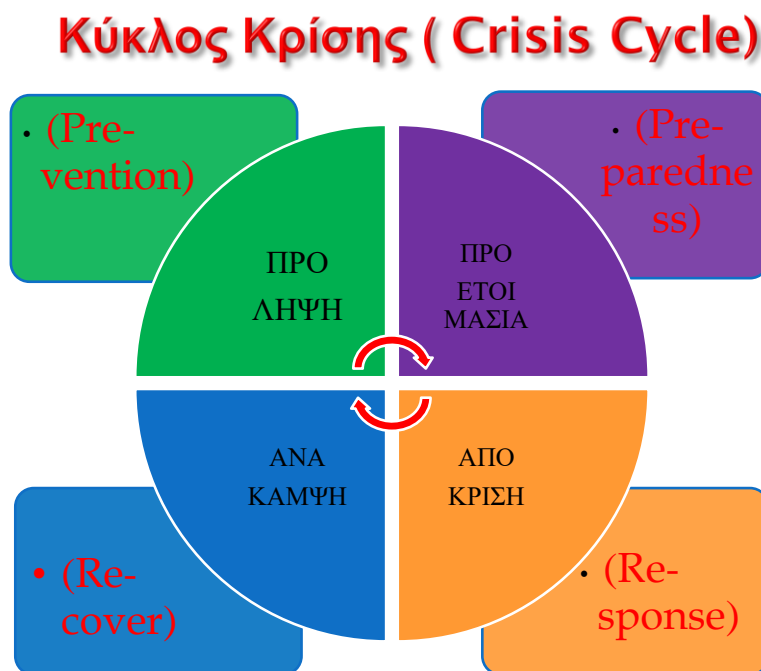 Κύκλος Κρίσης ( Crisis Cycle)
• (Pre-
vention)
• (Pre-
paredne
ss)
ΠΡΟ
ΛΗΨΗ
ΠΡΟ
ΕΤΟΙ
ΜΑΣΙΑ
ΑΝΑ
ΚΑΜΨΗ
ΑΠΟ
ΚΡΙΣΗ
• (Re-
cover)
• (Re-
sponse)